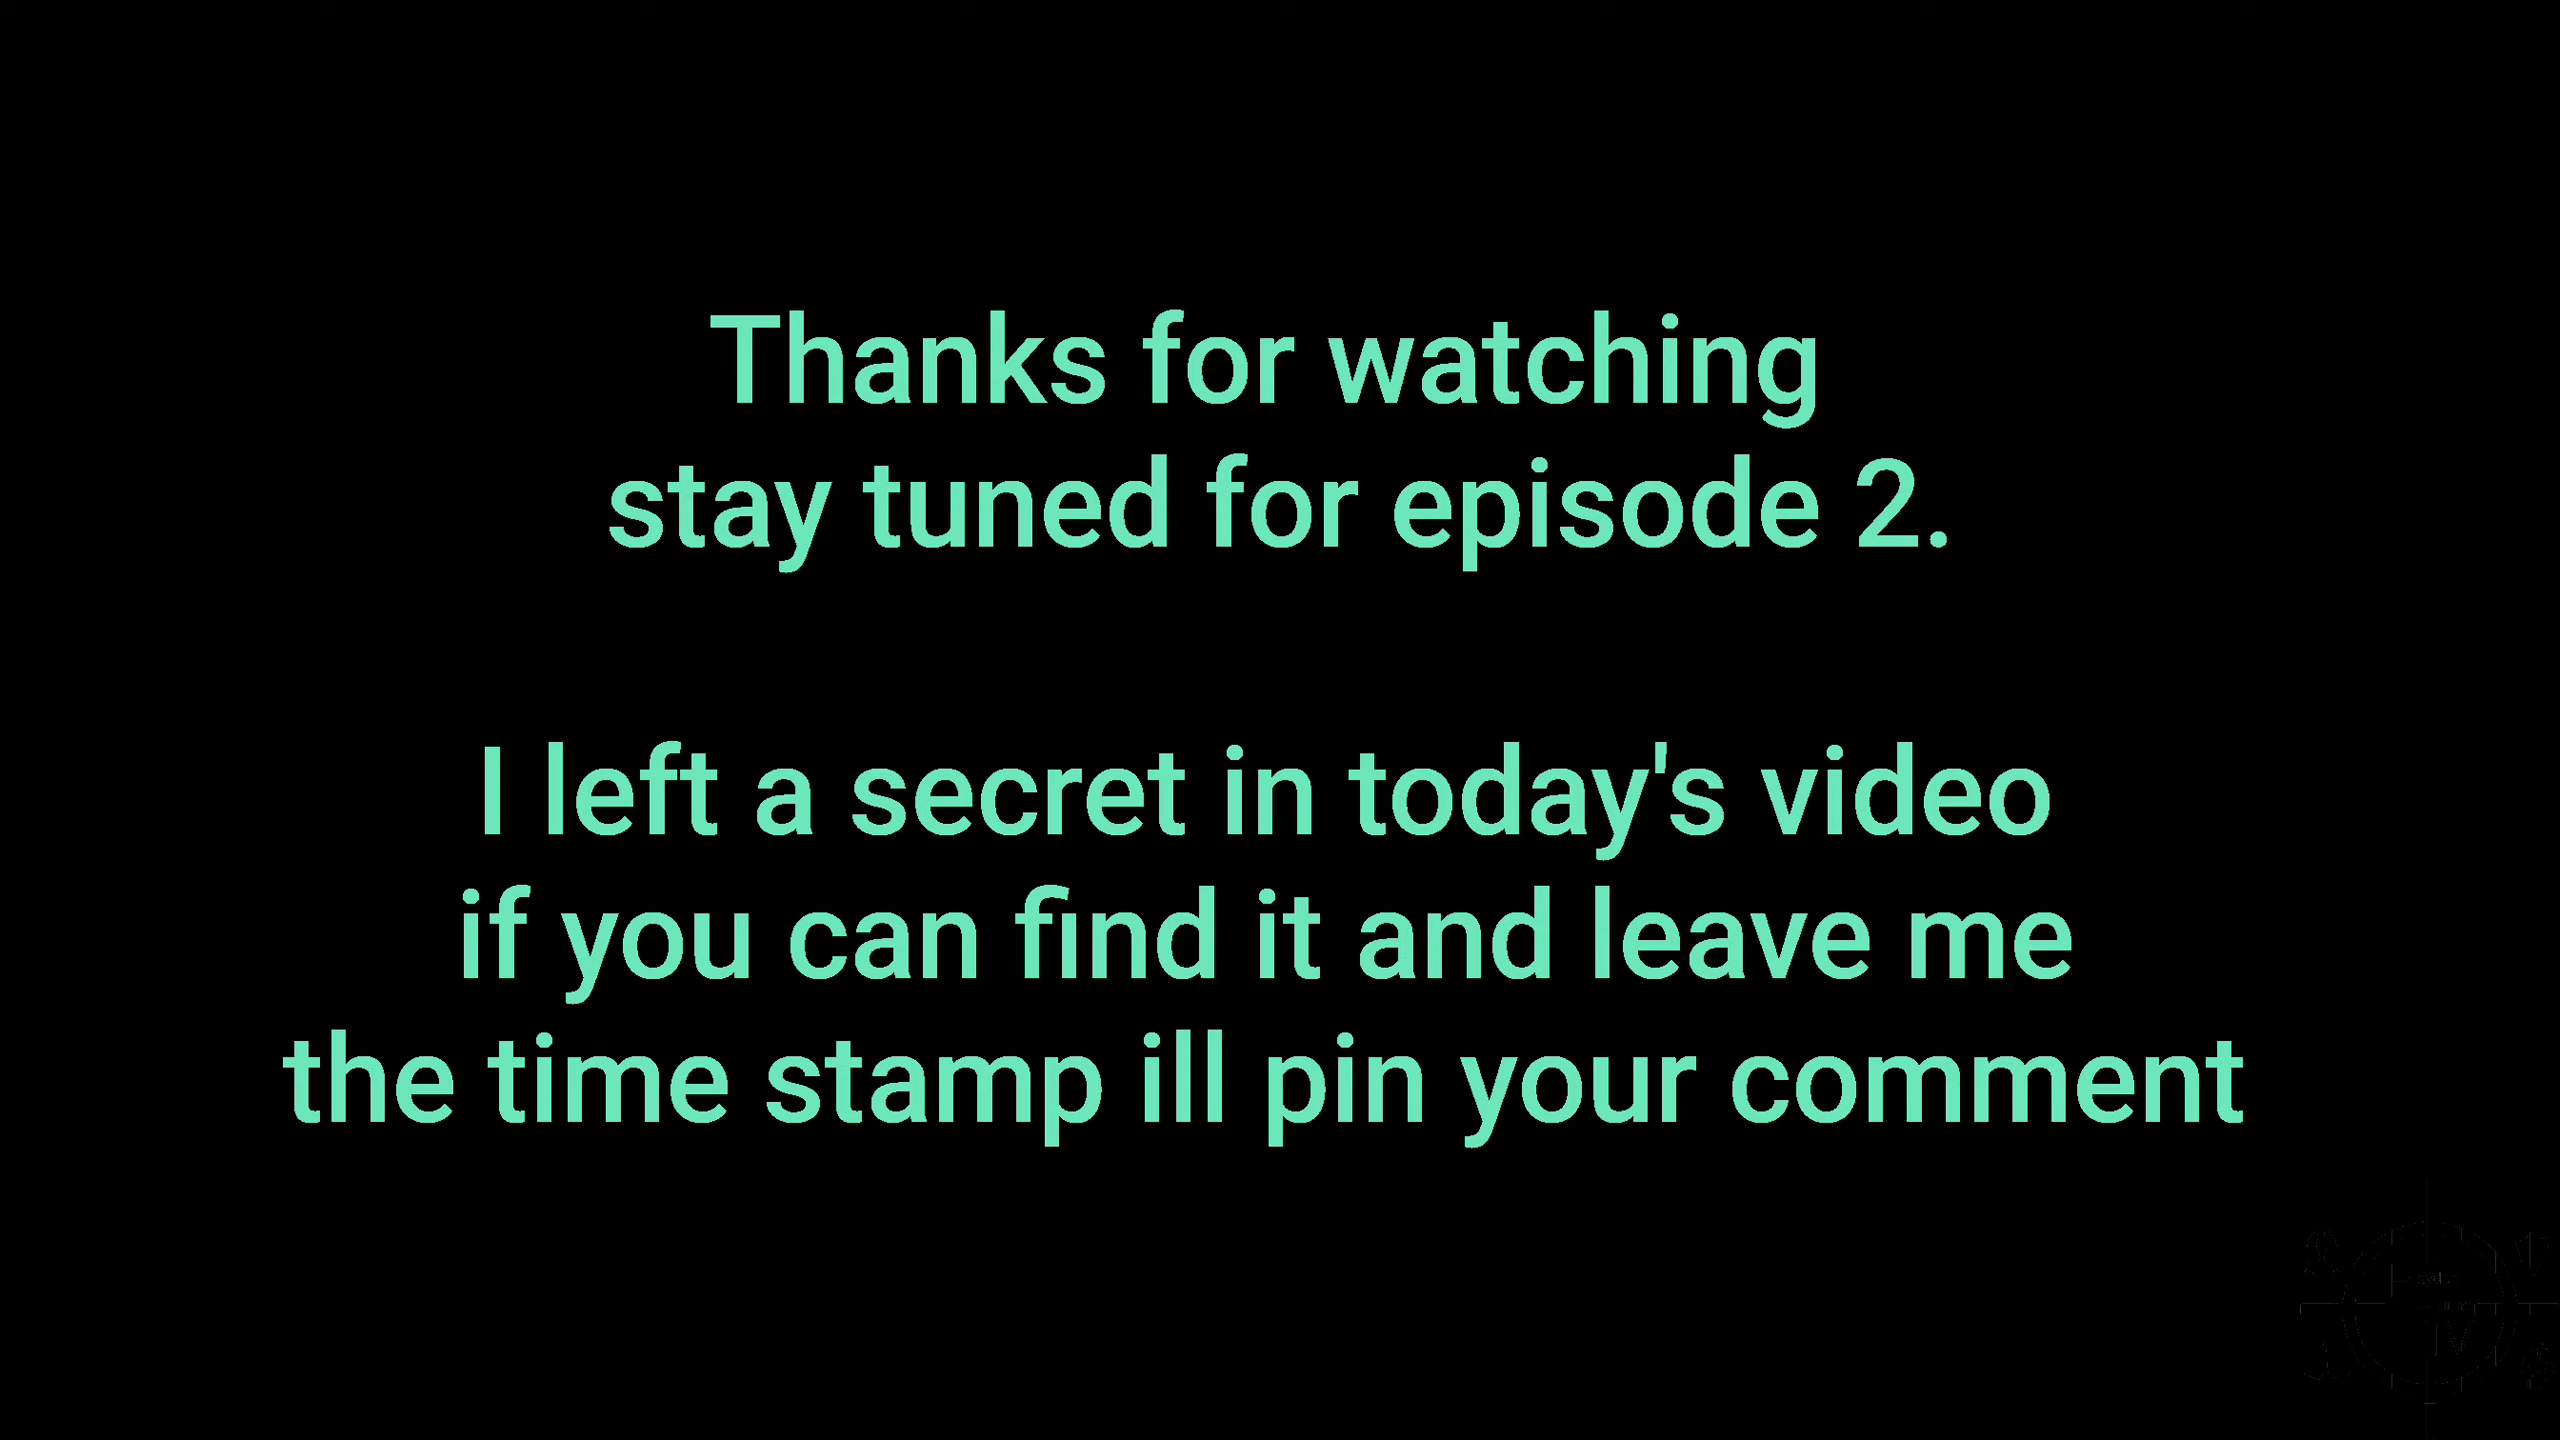 Thanks for watching
stay tuned for episode 2.
I left a secret in today's video
if you can find it and leave me
the time stamp ill pin your comment